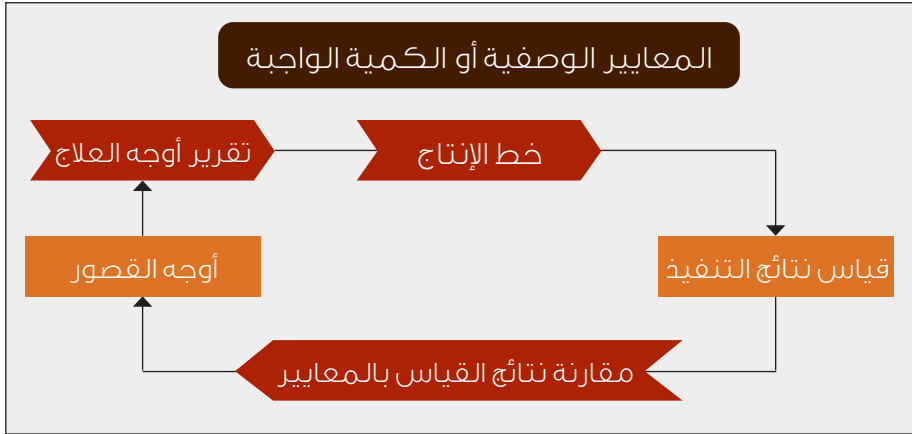 المعايير الوصفية أو الكمية الواجبة
تقرير أوجه العلاج
خط الإنتاج
قياس نتائج التنفيذ
أوجه القصور
مقارنة نتائج القياس بالمعايير